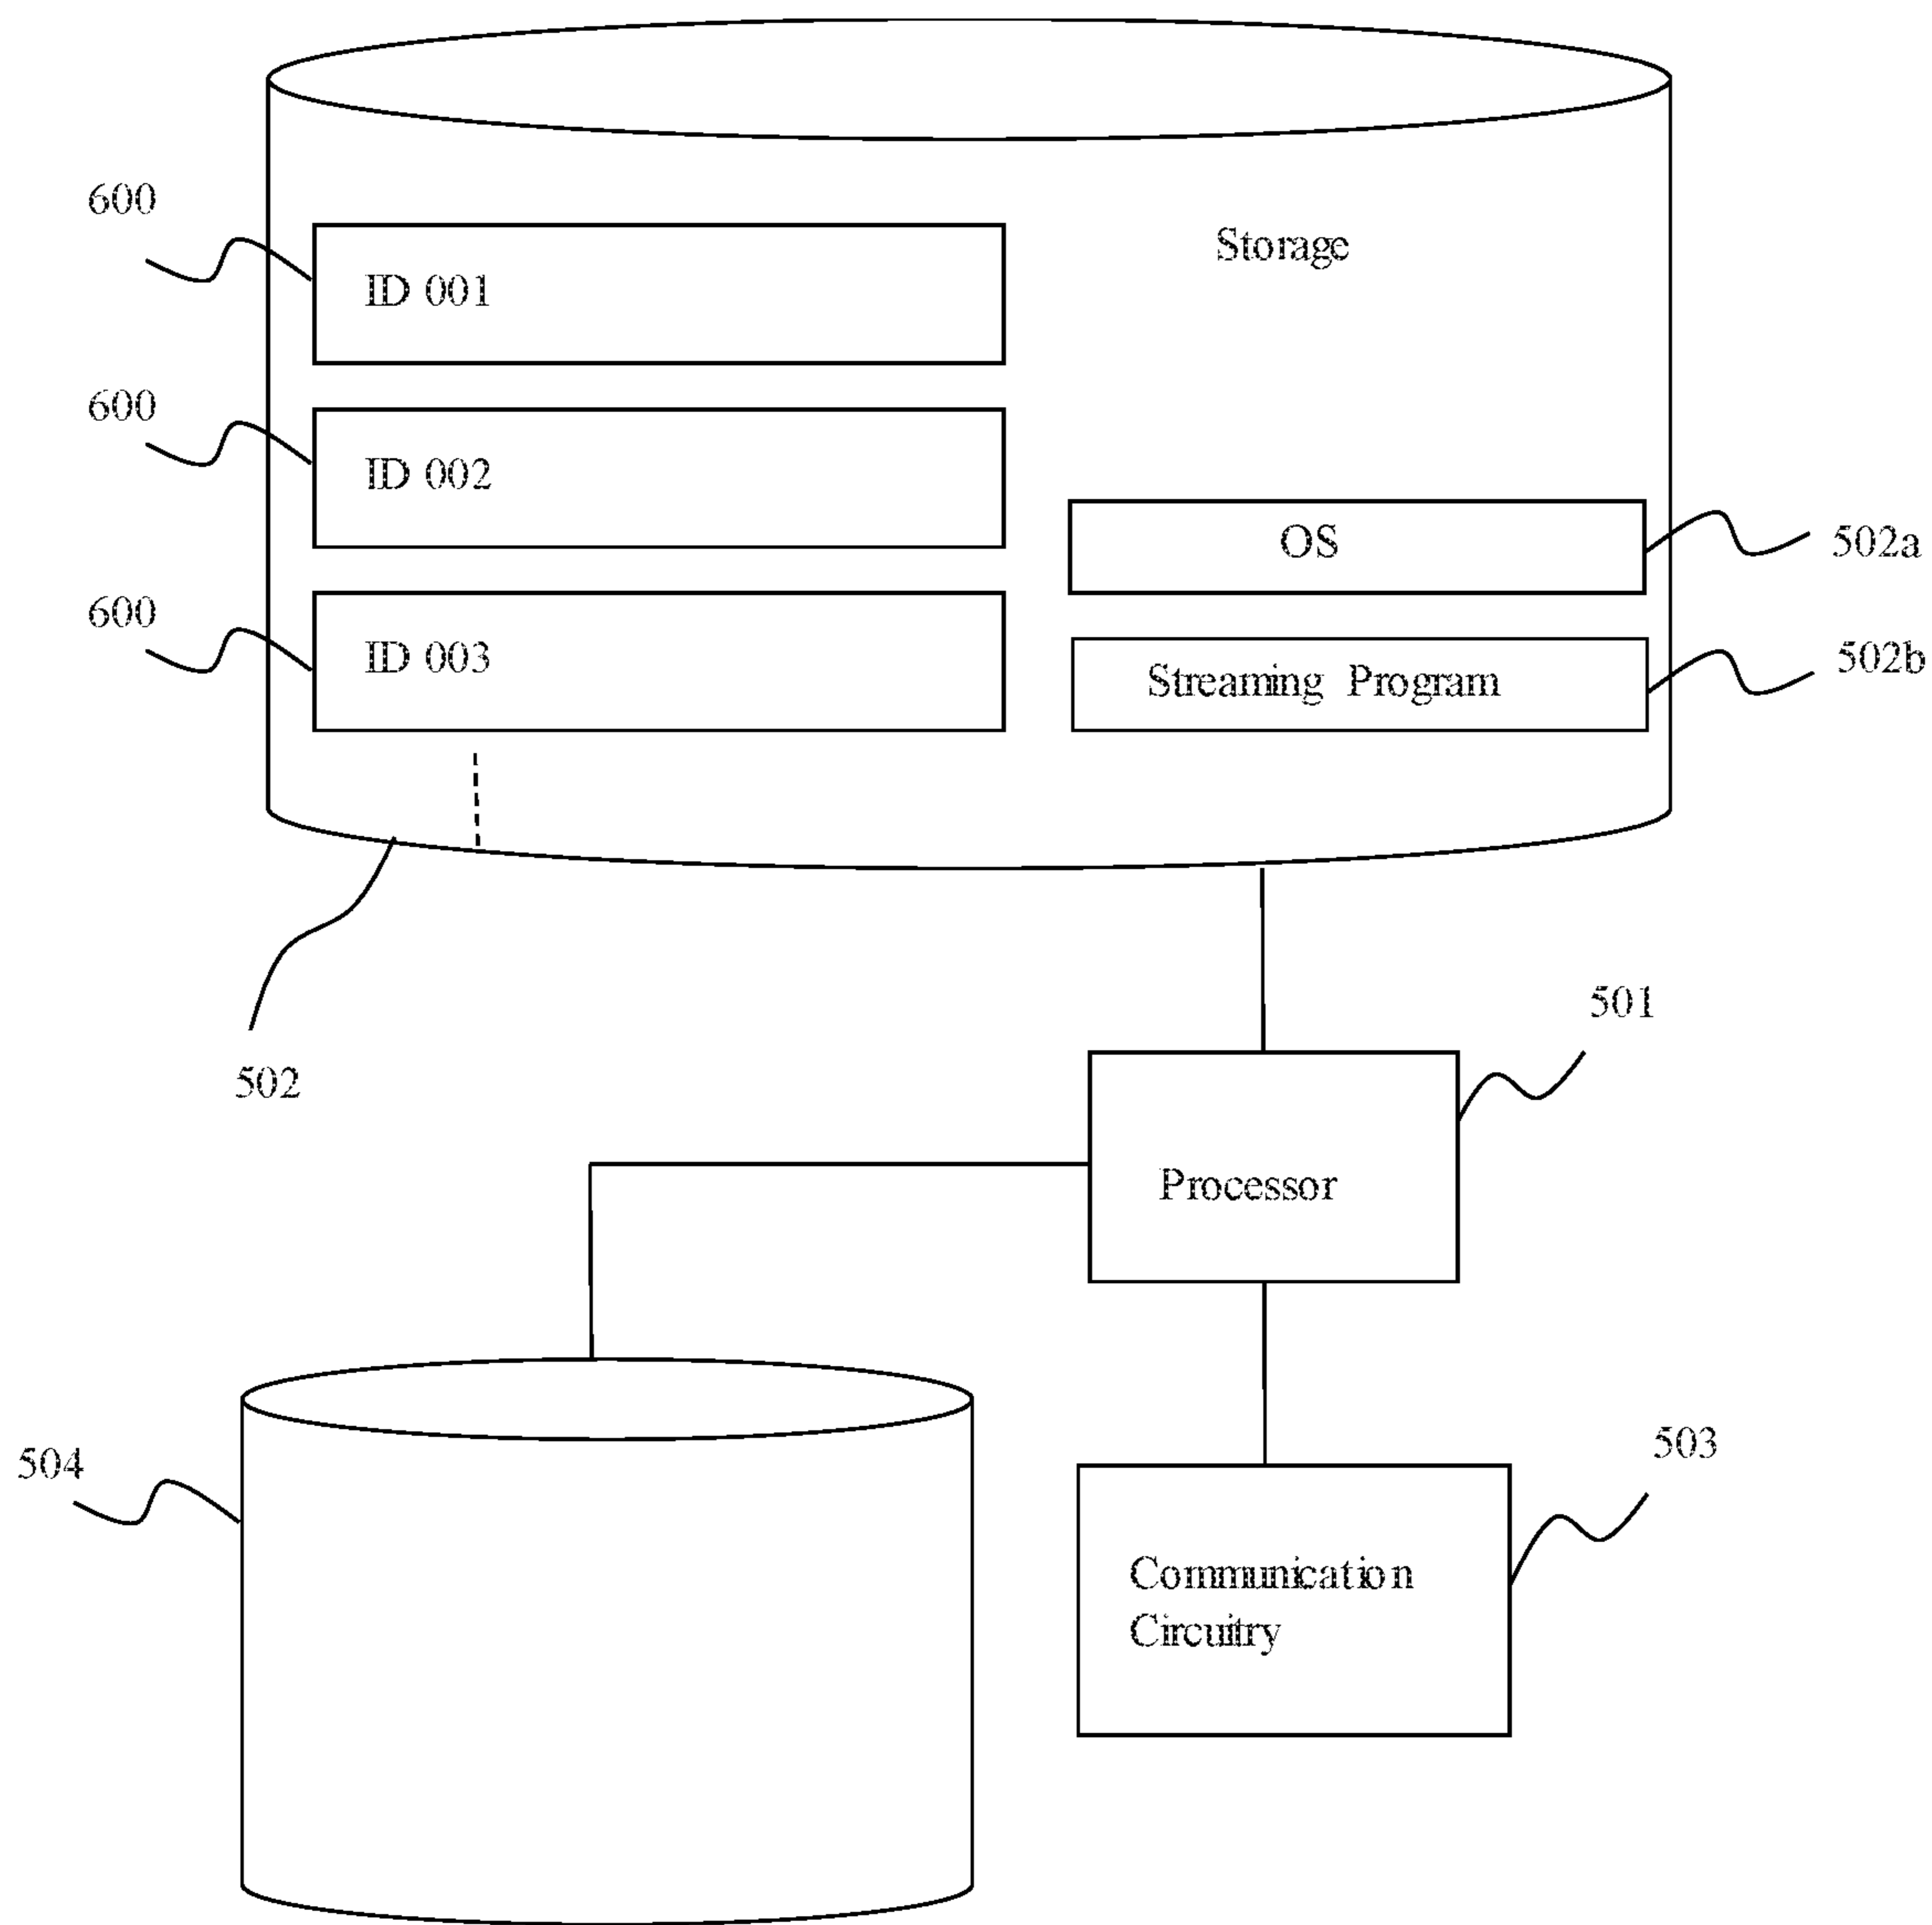 600
Storage
ID 001
600
ID 002
OS
502a
600
ID 003
Streaming Program
502b
501
502
Processor
503
504
Communication
Circuitry